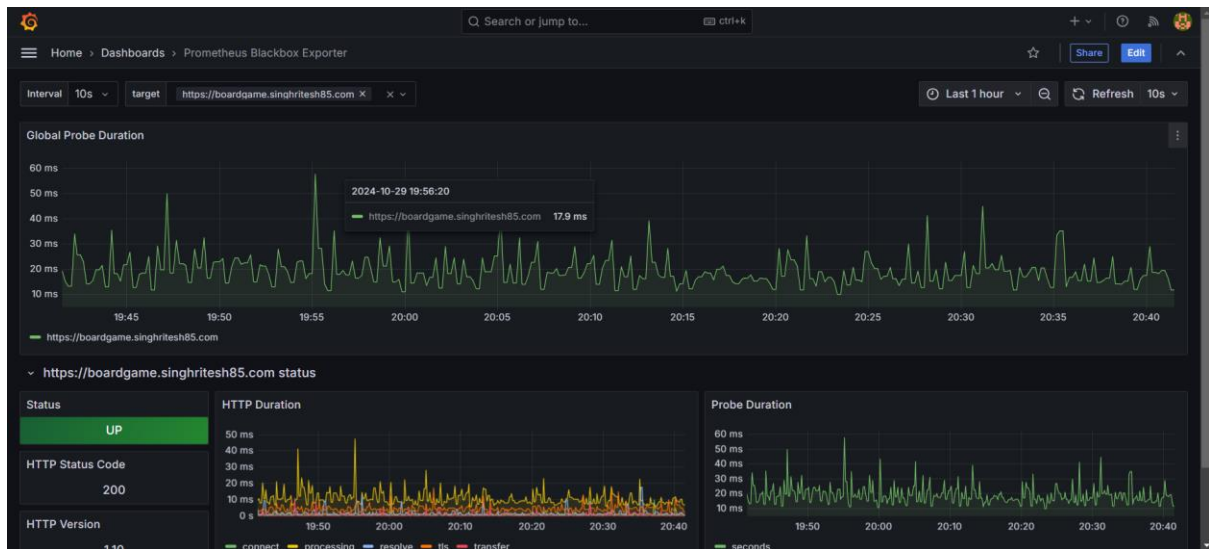 Search or jump to... ctrl+k
Home › Dashboards › Prometheus Blackbox Exporter Share Edit
Interval 10s target https://boardgame.singhritesh85.com × × Last 1 hour Refresh 10s
Global Probe Duration
60 ms
50 ms
40 ms
30 ms
20 ms
10 ms
2024-10-29 19:56:20
https://boardgame.singhritesh85.com 17.9 ms
19:45 19:50 19:55 20:00 20:05 20:10 20:15 20:20 20:25 20:30 20:35 20:40
https://boardgame.singhritesh85.com
https://boardgame.singhritesh85.com status
Status
UP
HTTP Status Code
200
HTTP Version
HTTP Duration
50 ms
40 ms
30 ms
20 ms
10 ms
0 s
19:50 20:00 20:10 20:20 20:30 20:40
connect processing resolve tls transfer
Probe Duration
60 ms
50 ms
40 ms
30 ms
20 ms
10 ms
19:50 20:00 20:10 20:20 20:30 20:40
seconds